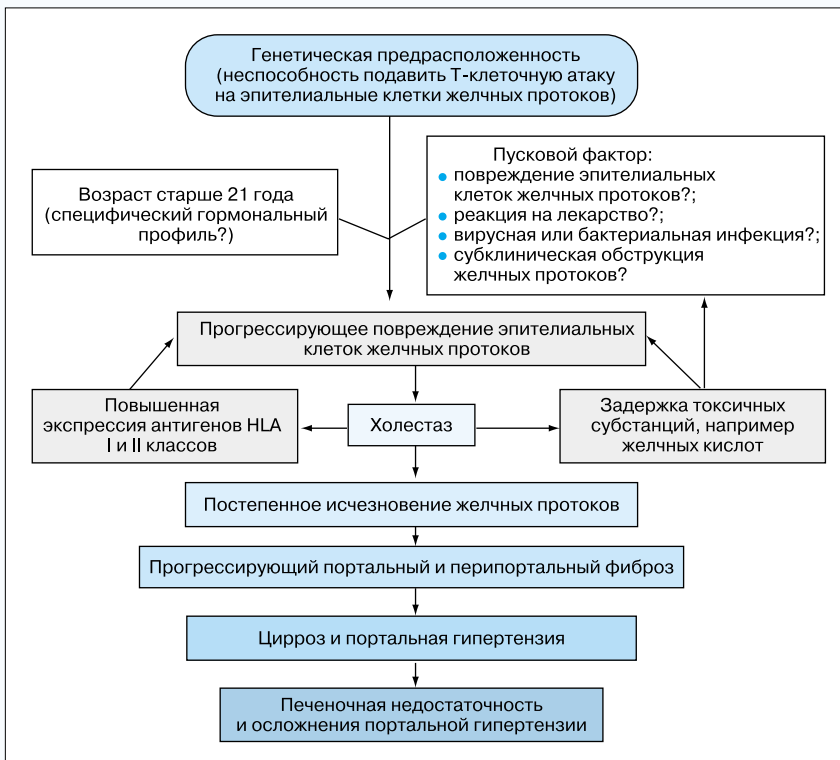 Генетическая предрасположенность
(неспособность подавить Т-клеточную атаку
на эпителиальные клетки желчных протоков)
Возраст старше 21 года
(специфический гормональный
профиль?)
Пусковой фактор:
• повреждение эпителиальных
клеток желчных протоков?;
• реакция на лекарство?;
• вирусная или бактериальная инфекция?;
• субклиническая обструкция
желчных протоков?
Прогрессирующее повреждение эпителиальных
клеток желчных протоков
Повышенная
экспрессия антигенов HLA
I и II классов
Холестаз
Задержка токсичных
субстанций, например
желчных кислот
Постепенное исчезновение желчных протоков
Прогрессирующий портальный и перипортальный фиброз
Цирроз и портальная гипертензия
Печеночная недостаточность
и осложнения портальной гипертензии